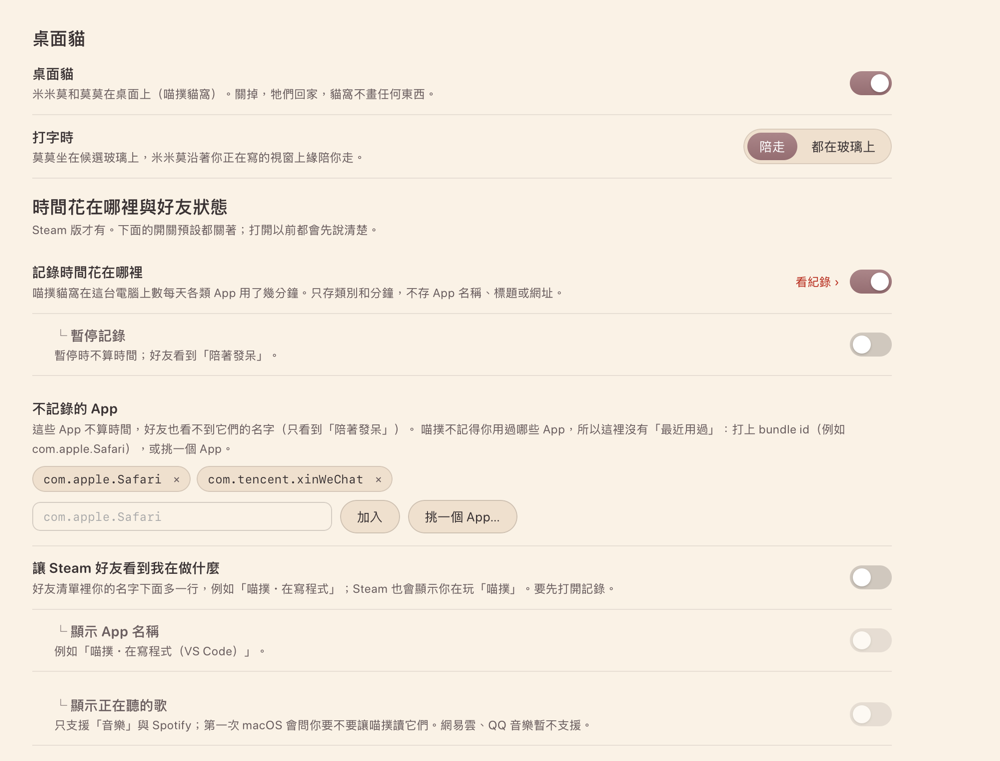 桌面貓
桌面貓
米米莫和莫莫在桌面上（喵撲貓窩）。關掉，牠們回家，貓窩不畫任何東西。
打字時
莫莫坐在候選玻璃上，米米莫沿著你正在寫的視窗上緣陪你走。
陪走
都在玻璃上
時間花在哪裡與好友狀態
Steam 版才有。下面的開關預設都關著；打開以前都會先說清楚。
記錄時間花在哪裡
喵撲貓窩在這台電腦上數每天各類 App 用了幾分鐘。只存類別和分鐘，不存 App 名稱、標題或網址。
看紀錄 ›
└ 暫停記錄
暫停時不算時間；好友看到「陪著發呆」。
不記錄的 App
這些 App 不算時間，好友也看不到它們的名字（只看到「陪著發呆」）。 喵撲不記得你用過哪些 App，所以這裡沒有「最近用過」：打上 bundle id（例如
com.apple.Safari），或挑一個 App。
com.apple.Safari ×
com.tencent.xinWeChat ×
com.apple.Safari
加入
挑一個 App…
讓 Steam 好友看到我在做什麼
好友清單裡你的名字下面多一行，例如「喵撲・在寫程式」；Steam 也會顯示你在玩「喵撲」。要先打開記錄。
└ 顯示 App 名稱
例如「喵撲・在寫程式（VS Code）」。
└ 顯示正在聽的歌
只支援「音樂」與 Spotify；第一次 macOS 會問你要不要讓喵撲讀它們。網易雲、QQ 音樂暫不支援。